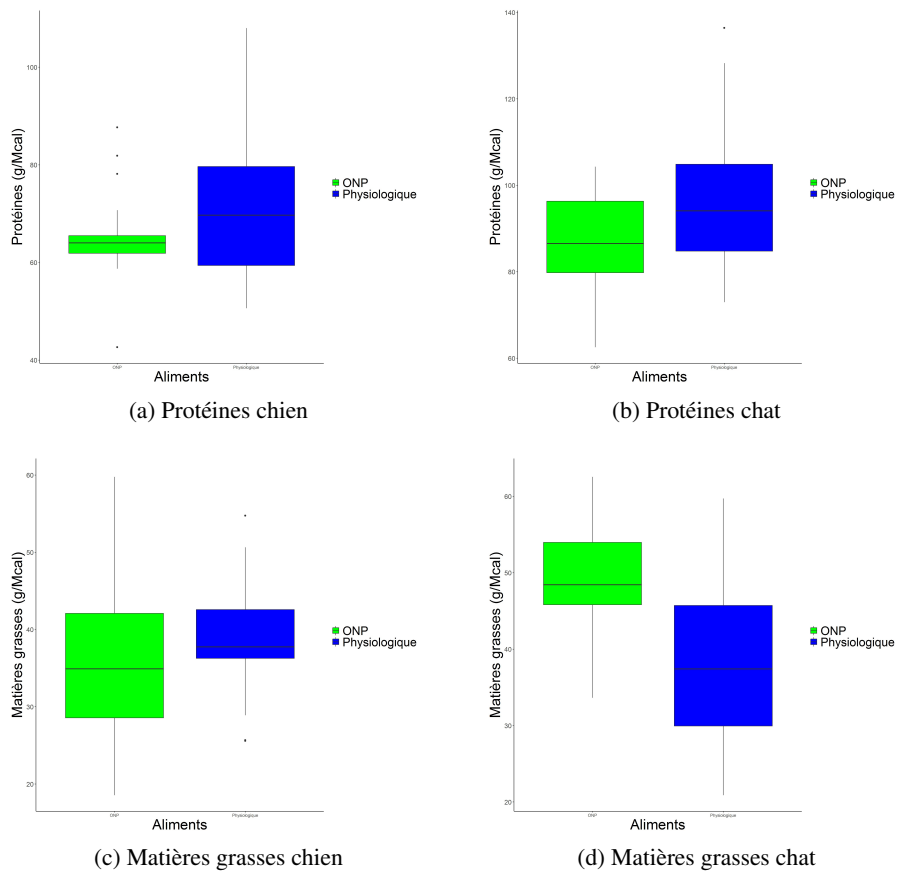 100
80
60
40
Protéines (g/Mcal)
ONP
Physiologique
ONP
Physiologique
Aliments
(a) Protéines chien
140
120
100
80
60
Protéines (g/Mcal)
ONP
Physiologique
ONP
Physiologique
Aliments
(b) Protéines chat
60
50
40
30
20
Matières grasses (g/Mcal)
ONP
Physiologique
ONP
Physiologique
Aliments
(c) Matières grasses chien
60
50
40
30
20
Matières grasses (g/Mcal)
ONP
Physiologique
ONP
Physiologique
Aliments
(d) Matières grasses chat